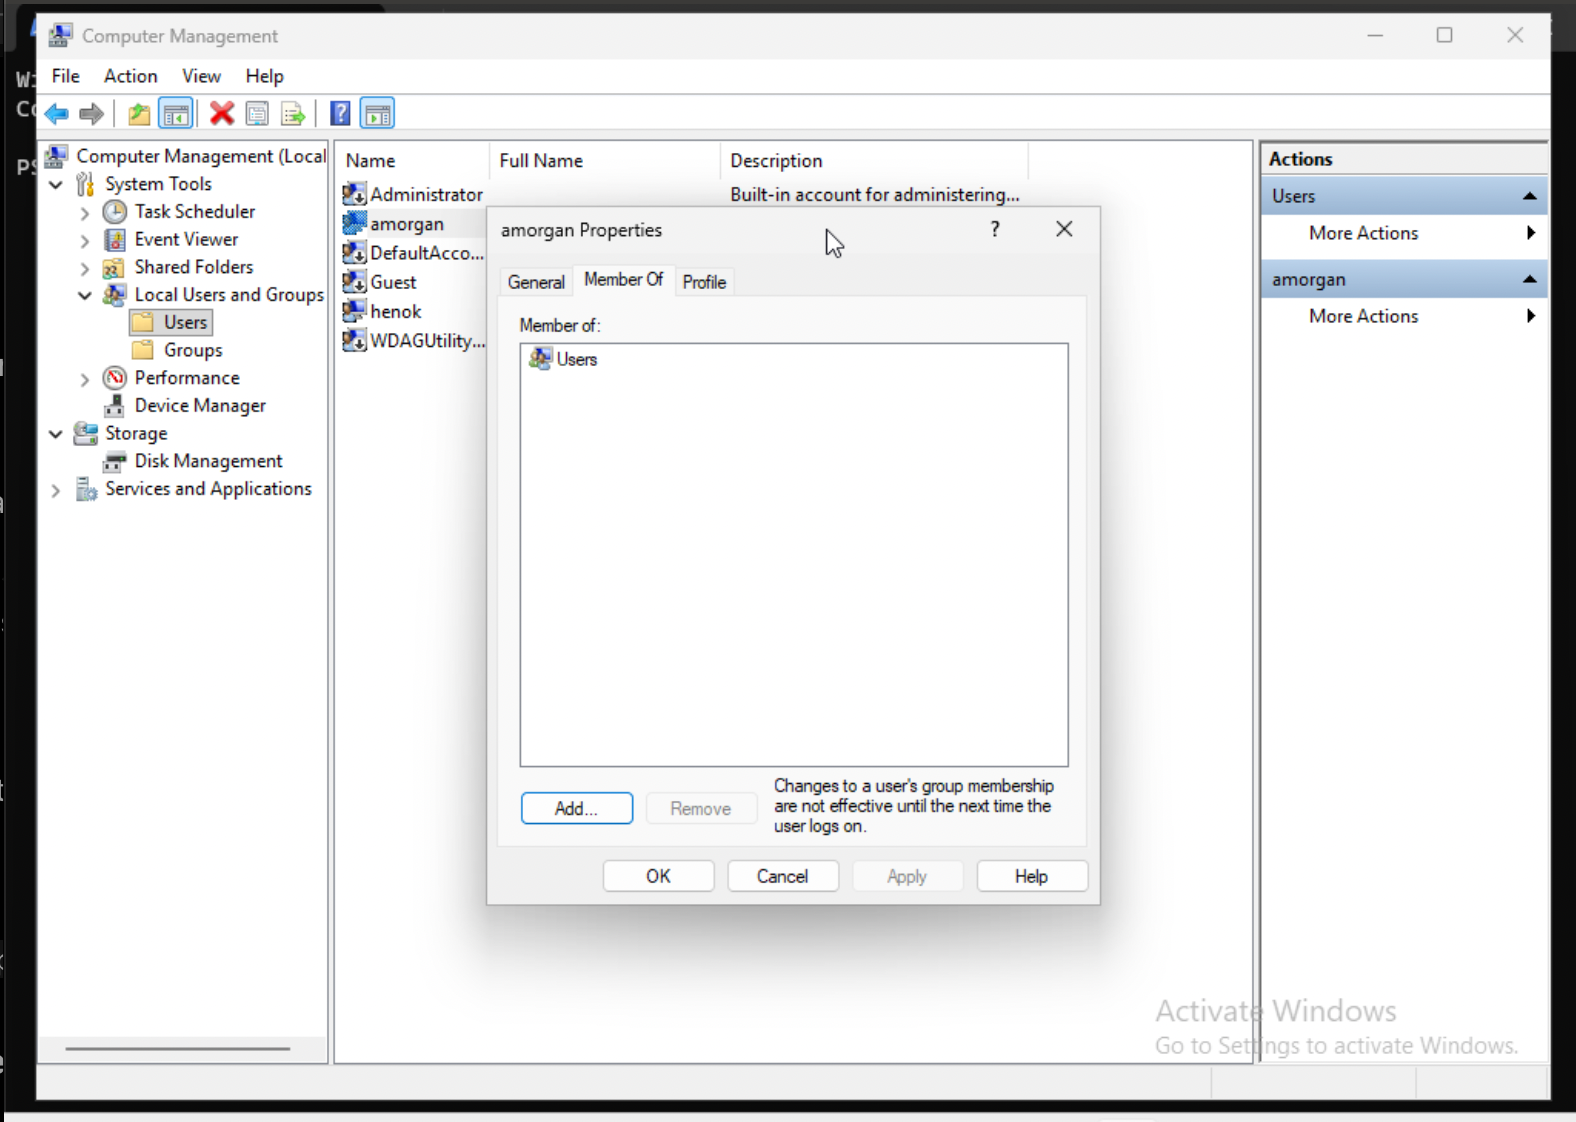 Computer Management
File Action View Help
Computer Management (Local
System Tools
Task Scheduler
Event Viewer
Shared Folders
Local Users and Groups
Users
Groups
Performance
Device Manager
Storage
Disk Management
Services and Applications
Name Full Name Description
Administrator Built-in account for administering...
amorgan
DefaultAcco...
Guest
henok
WDAGUtility...
amorgan Properties ?
General Member Of Profile
Member of:
Users
Add... Remove
Changes to a user's group membership
are not effective until the next time the
user logs on.
OK Cancel Apply Help
Actions
Users
More Actions
amorgan
More Actions
Activate Windows
Go to Settings to activate Windows.